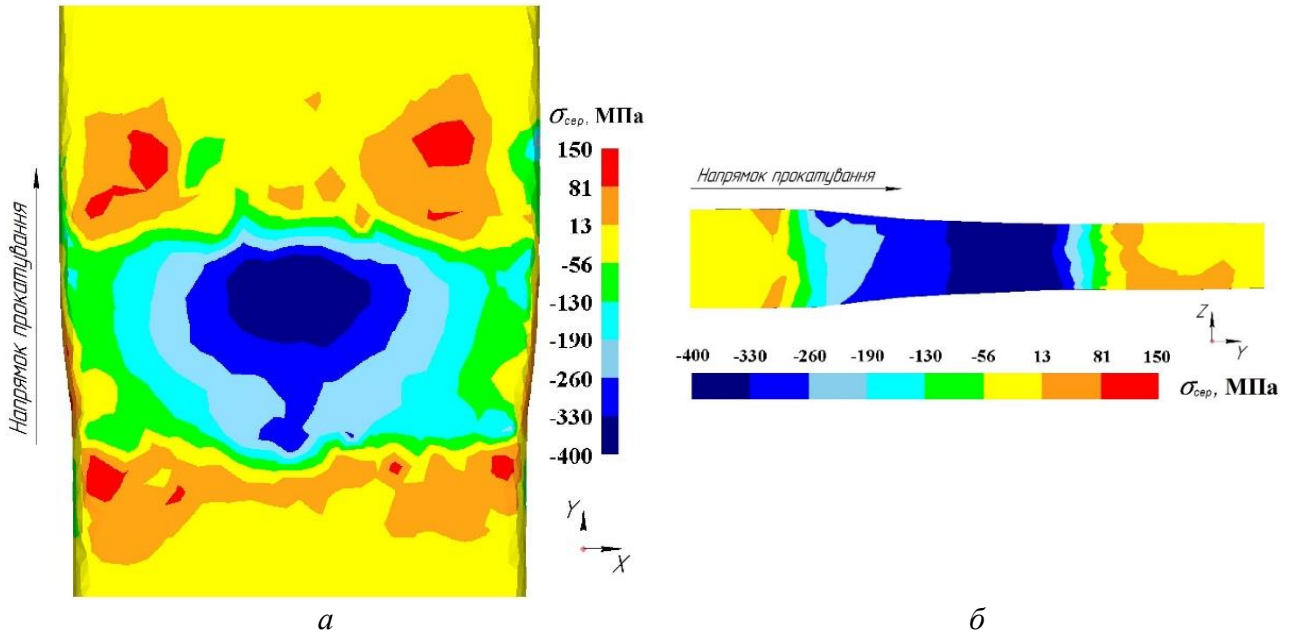 Напрямок прокатування
σсер, МПа
150
81
13
-56
-130
-190
-260
-330
-400
Y
X
а
Напрямок прокатування
Z
Y
-400 -330 -260 -190 -130 -56 13 81 150
σсер, МПа
б